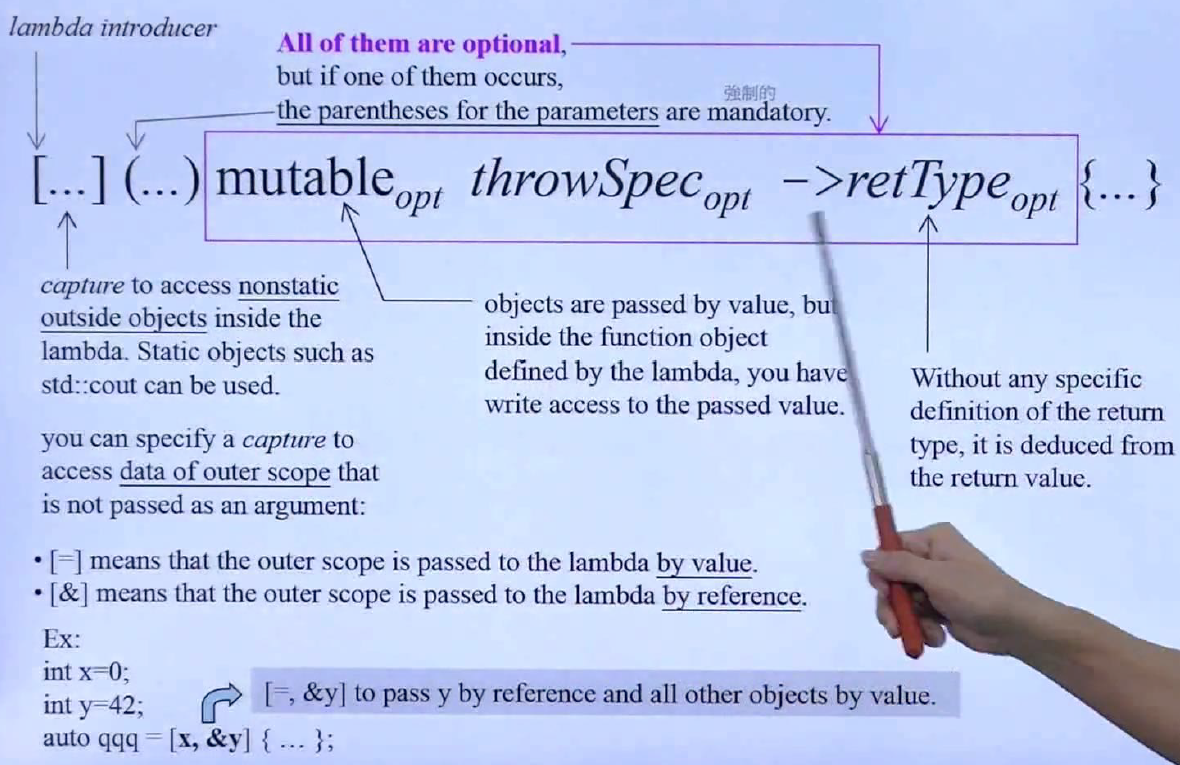 lambda introducer
All of them are optional,
but if one of them occurs,
強制的
the parentheses for the parameters are mandatory.
[...] (...) mutable opt throwSpec opt ->retType opt {...}
capture to access nonstatic
outside objects inside the
lambda. Static objects such as
std::cout can be used.
objects are passed by value, but
inside the function object
defined by the lambda, you have
write access to the passed value.
Without any specific
definition of the return
type, it is deduced from
the return value.
you can specify a capture to
access data of outer scope that
is not passed as an argument:
• [=] means that the outer scope is passed to the lambda by value.
• [&] means that the outer scope is passed to the lambda by reference.
Ex:
int x=0;
int y=42;
[=, &y] to pass y by reference and all other objects by value.
auto qqq = [x, &y] { ... };